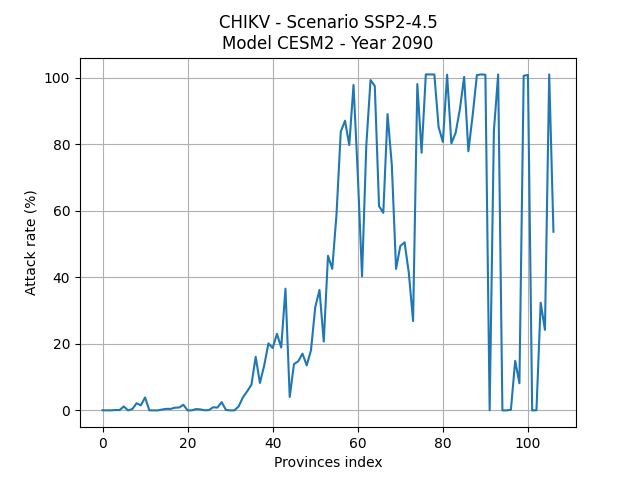 CHIKV - Scenario SSP2-4.5
Model CESM2 - Year 2090
100
80
60
40
20
0
Attack rate (%)
0 20 40 60 80 100
Provinces index